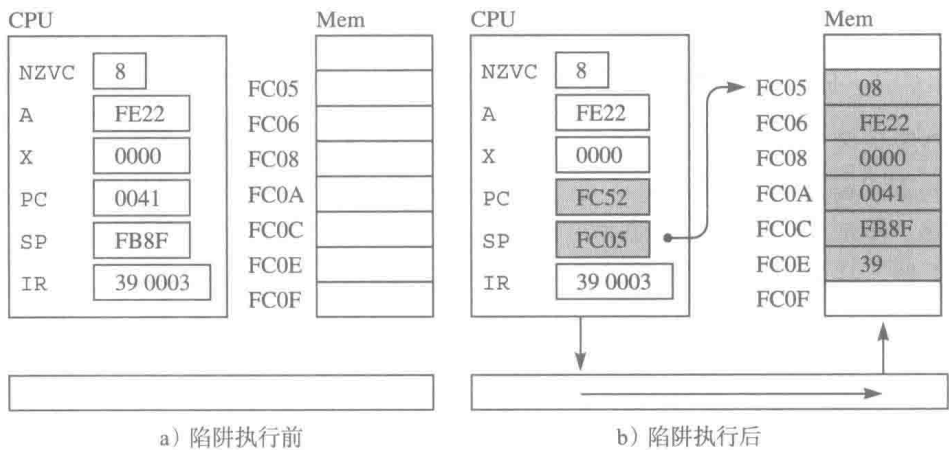 CPU
NZVC 8
A FE22
X 0000
PC 0041
SP FB8F
IR 39 0003
Mem
FC05
FC06
FC08
FC0A
FC0C
FC0E
FC0F
a）陷阱执行前
CPU
NZVC 8
A FE22
X 0000
PC FC52
SP FC05
IR 39 0003
Mem
FC05 08
FC06 FE22
FC08 0000
FC0A 0041
FC0C FB8F
FC0E 39
FC0F
b）陷阱执行后